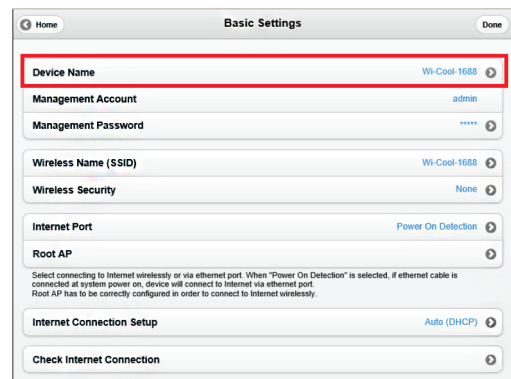 Home
Basic Settings
Done
Device Name Wi-Cool-1688
Management Account admin
Management Password *****
Wireless Name (SSID) Wi-Cool-1688
Wireless Security None
Internet Port Power On Detection
Root AP
Select connecting to Internet wirelessly or via ethernet port. When "Power On Detection" is selected, if ethernet cable is
connected at system power on, device will connect to Internet via ethernet port.
Root AP has to be correctly configured in order to connect to Internet wirelessly.
Internet Connection Setup Auto (DHCP)
Check Internet Connection